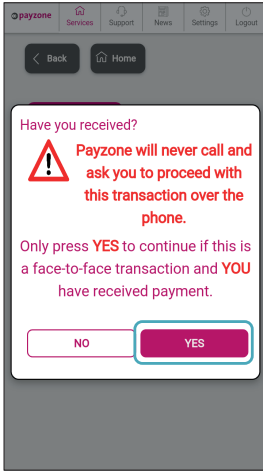 payzone
Services
Support
News
Settings
Logout
Back
Home
Have you received?
Payzone will never call and
ask you to proceed with
this transaction over the
phone.
Only press YES to continue if this is
a face-to-face transaction and YOU
have received payment.
NO
YES